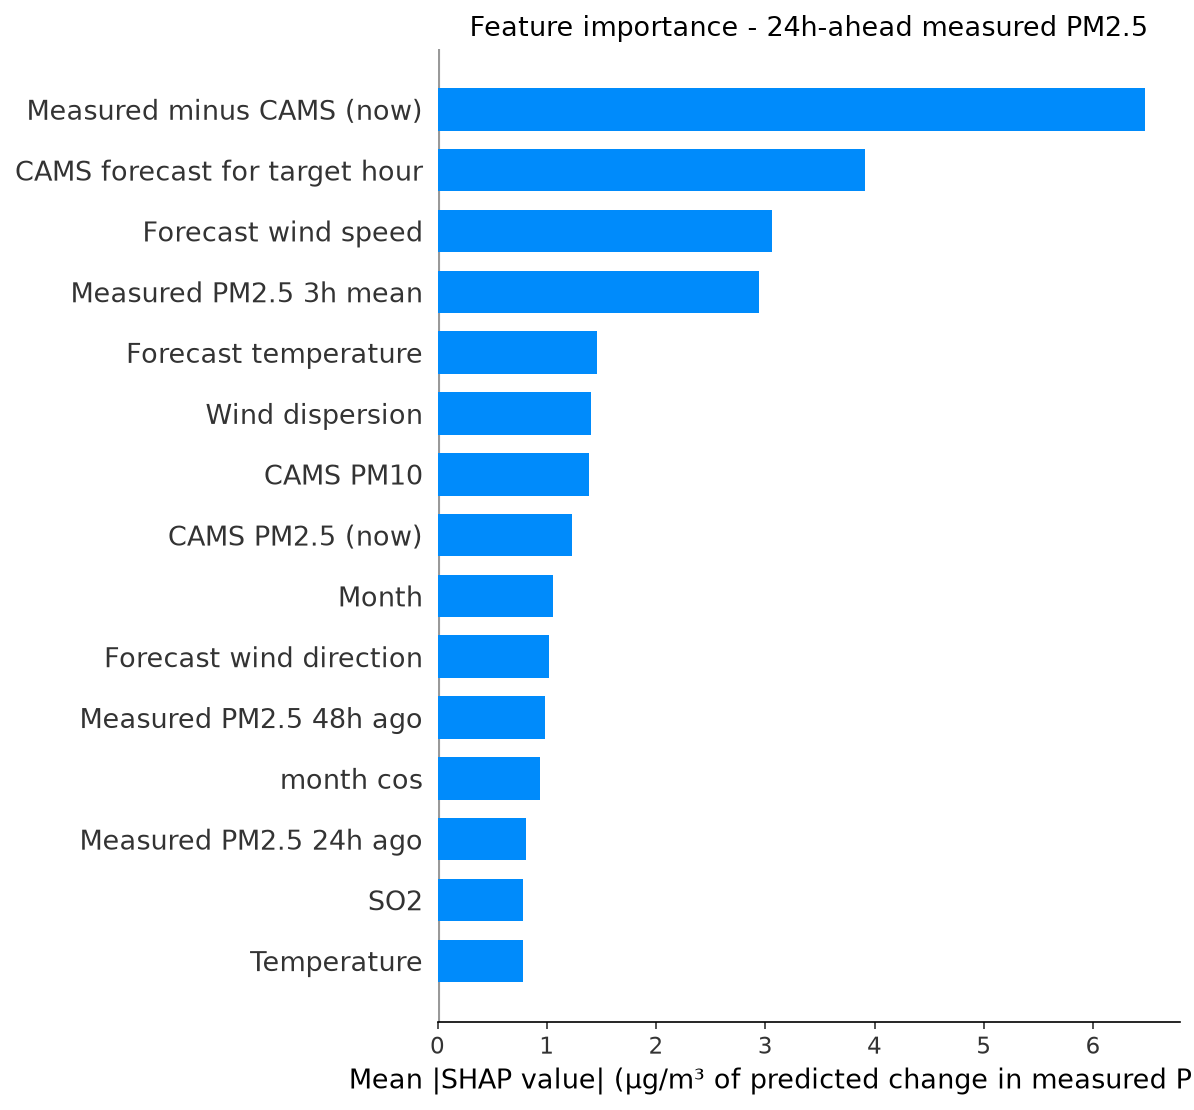 Feature importance - 24h-ahead measured PM2.5
Measured minus CAMS (now)
CAMS forecast for target hour
Forecast wind speed
Measured PM2.5 3h mean
Forecast temperature
Wind dispersion
CAMS PM10
CAMS PM2.5 (now)
Month
Forecast wind direction
Measured PM2.5 48h ago
month cos
Measured PM2.5 24h ago
SO2
Temperature
0 1 2 3 4 5 6
Mean |SHAP value| (µg/m³ of predicted change in measured P